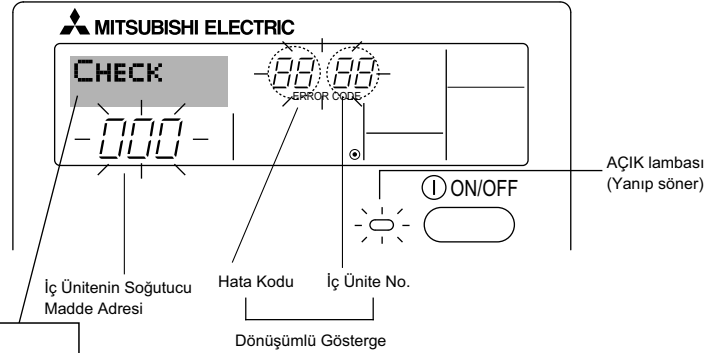 MITSUBISHI ELECTRIC
CHECK
88 88
ERROR CODE
000
ON/OFF
AÇIK lambası
(Yanıp söner)
İç Ünitenin Soğutucu
Madde Adresi
Hata Kodu
İç Ünite No.
Dönüşümlü Gösterge